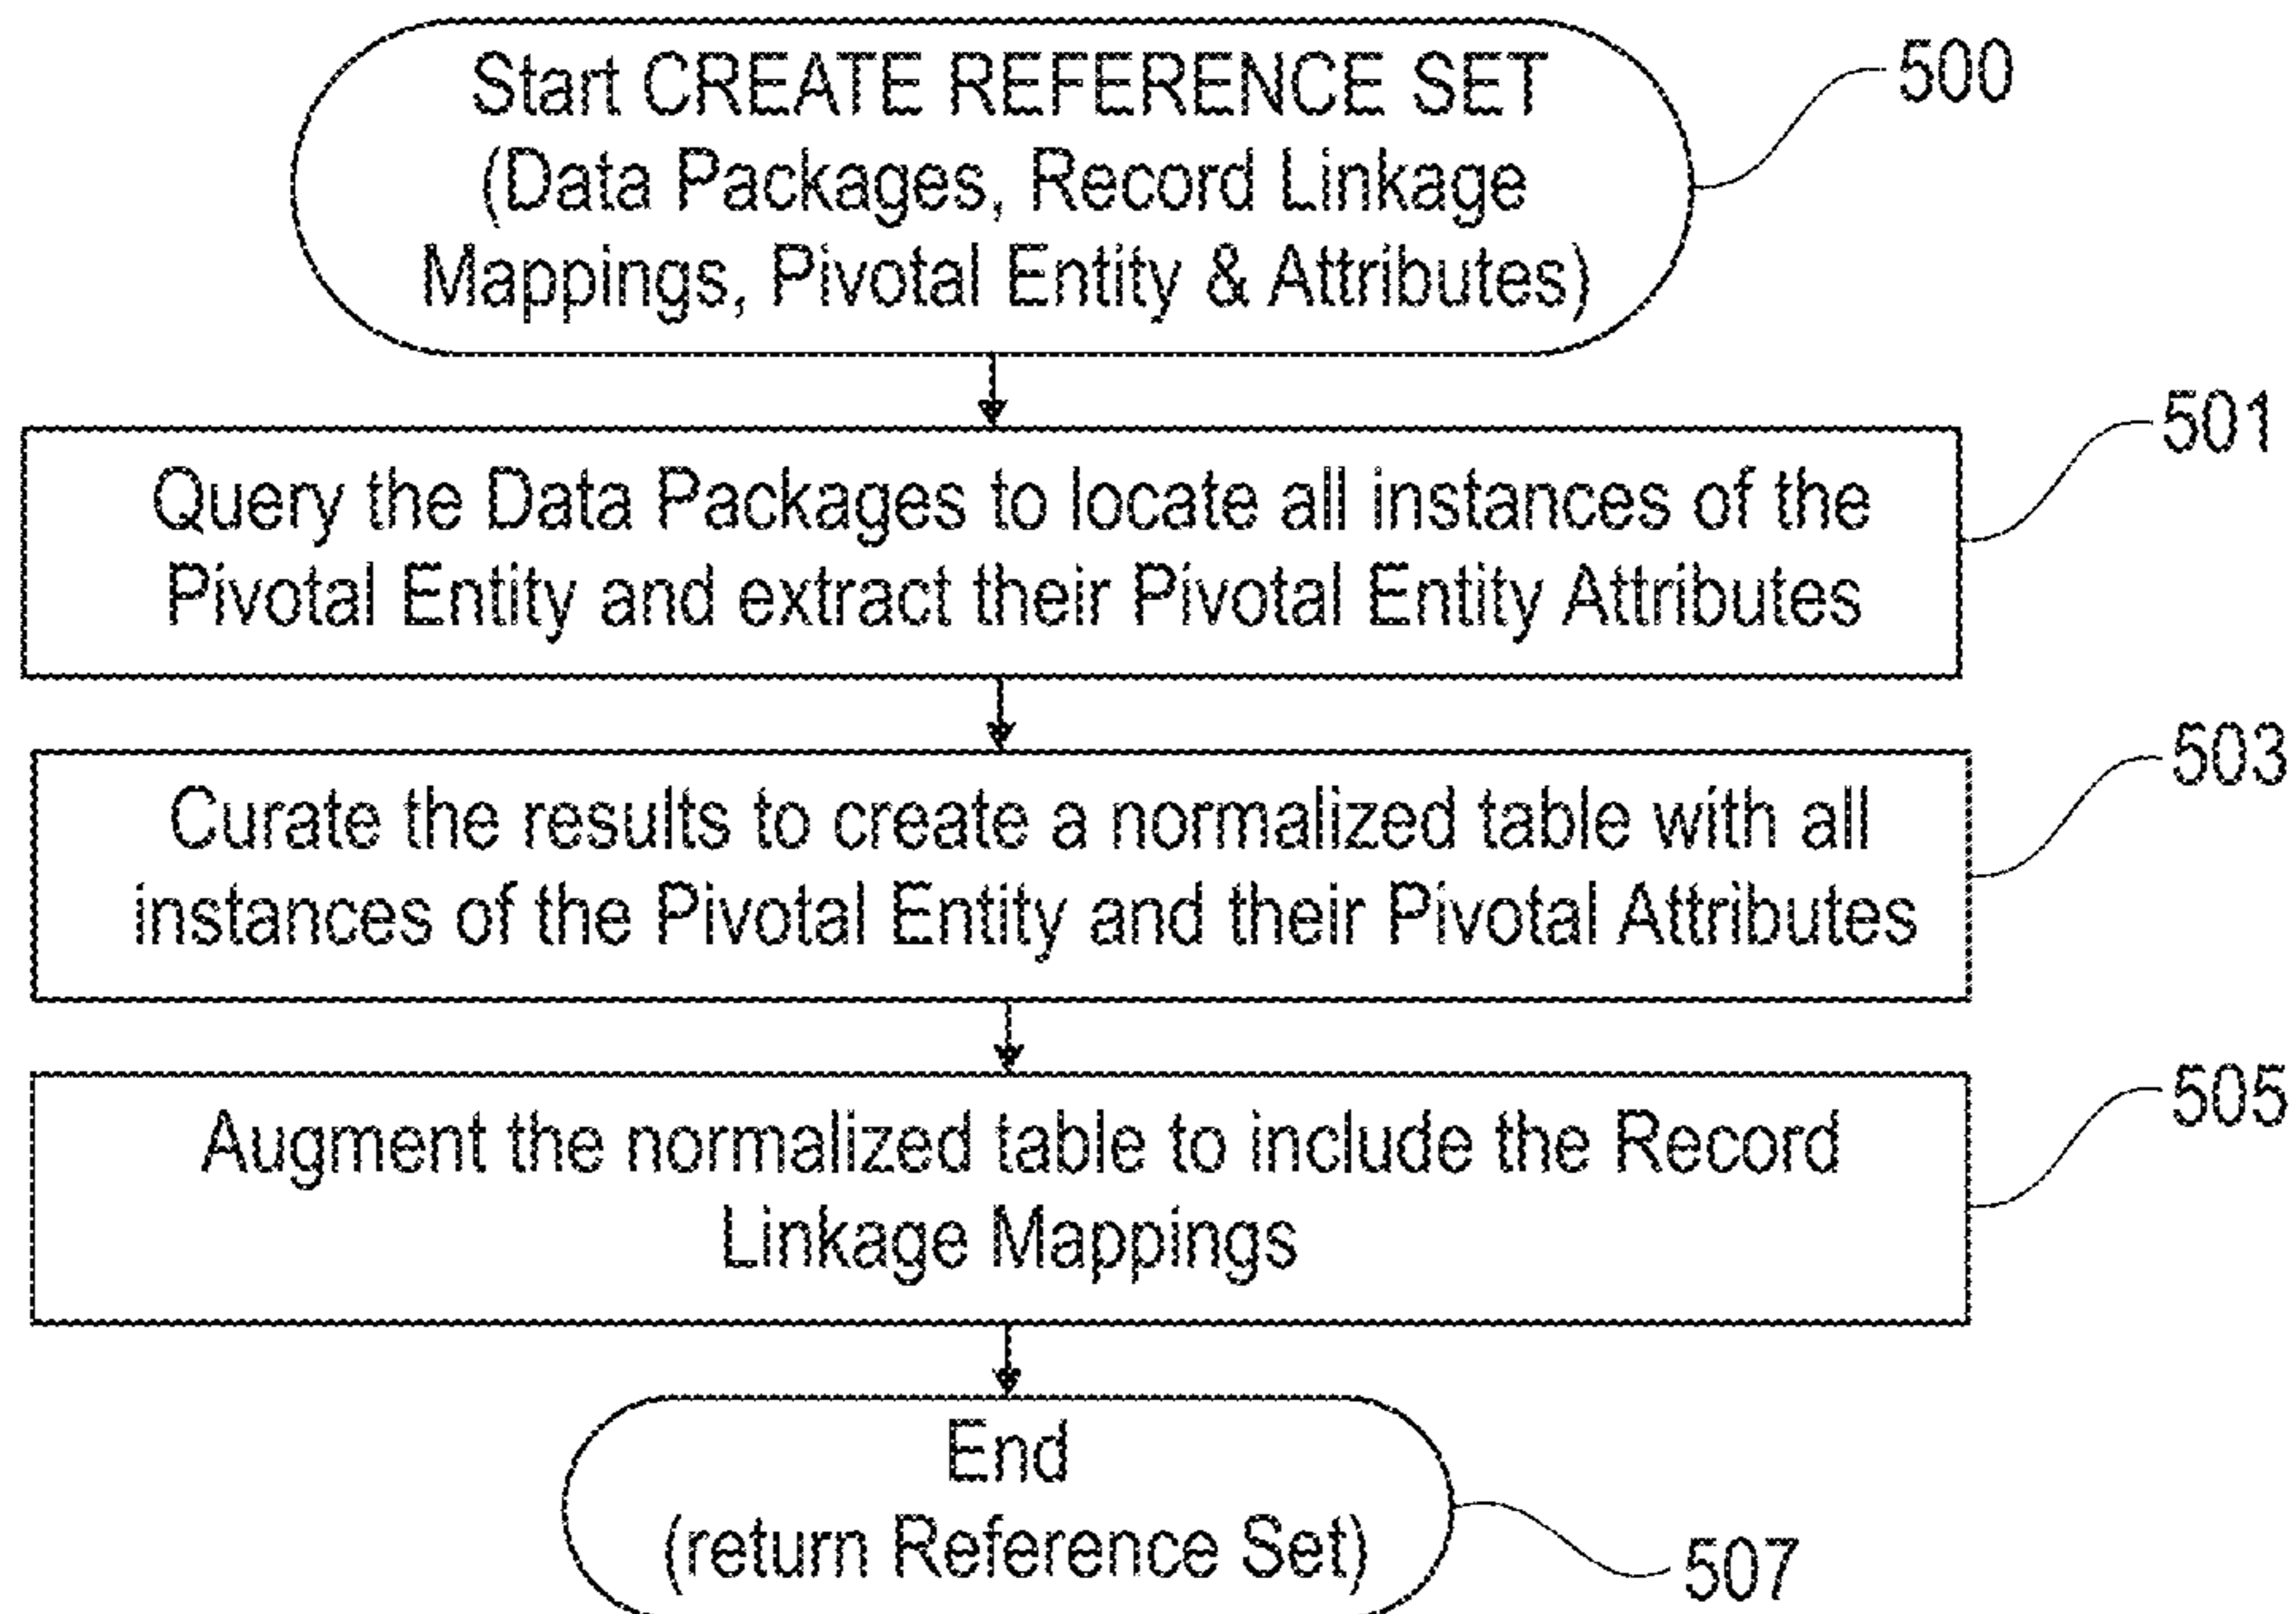 Start CREATE REFERENCE SET
(Data Packages, Record Linkage
Mappings, Pivotal Entity & Attributes)
500
Query the Data Packages to locate all instances of the
Pivotal Entity and extract their Pivotal Entity Attributes
501
Curate the results to create a normalized table with all
instances of the Pivotal Entity and their Pivotal Attributes
503
Augment the normalized table to include the Record
Linkage Mappings
505
End
(return Reference Set)
507